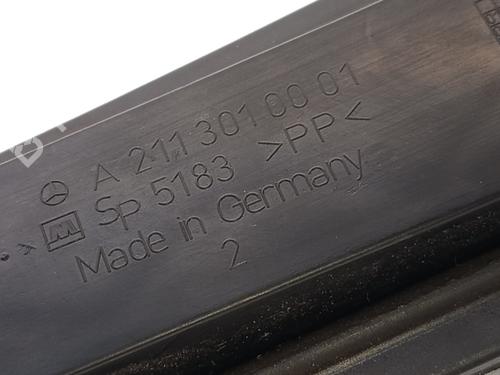 A 211 301 00 01
Sp 5183 >PP<
Made in Germany
2